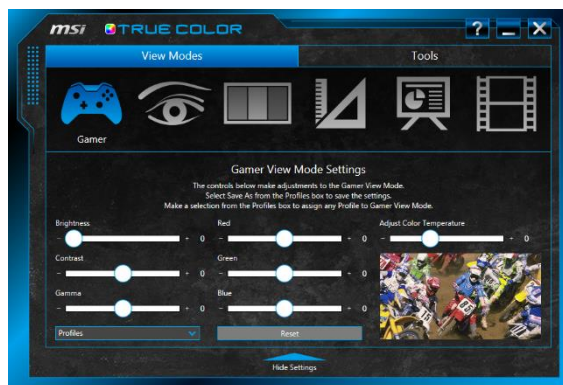 msi TRUE COLOR
? _ X
View Modes Tools
Gamer
Gamer View Mode Settings
The controls below make adjustments to the Gamer View Mode.
Select Save As from the Profiles box to save the settings.
Make a selection from the Profiles box to assign any Profile to Gamer View Mode.
Brightness Red Adjust Color Temperature
- + 0 - + 0 - + 0
Contrast Green
- + 0 - + 0
Gamma Blue
- + 0 - + 0
Profiles Reset
Hide Settings